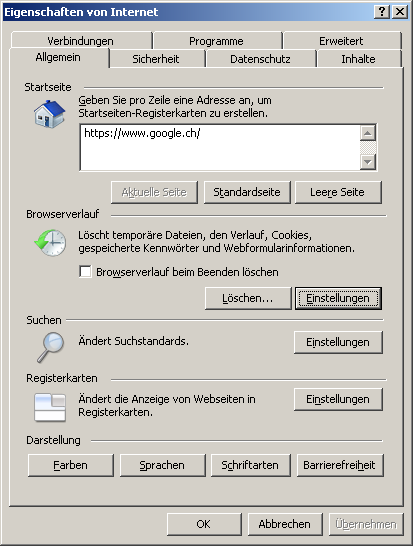 Eigenschaften von Internet
Verbindungen Programme Erweitert
Allgemein Sicherheit Datenschutz Inhalte
Startseite
Geben Sie pro Zeile eine Adresse an, um
Startseiten-Registerkarten zu erstellen.
https://www.google.ch/
Aktuelle Seite Standardseite Leere Seite
Browserverlauf
Löscht temporäre Dateien, den Verlauf, Cookies,
gespeicherte Kennwörter und Webformularinformationen.
Browserverlauf beim Beenden löschen
Löschen... Einstellungen
Suchen
Ändert Suchstandards.
Einstellungen
Registerkarten
Ändert die Anzeige von Webseiten in
Registerkarten.
Einstellungen
Darstellung
Farben Sprachen Schriftarten Barrierefreiheit
OK Abbrechen Übernehmen